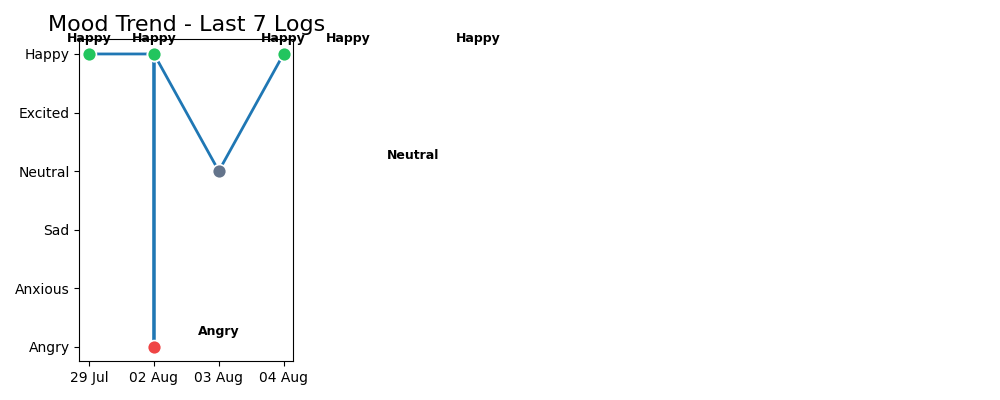 Mood Trend - Last 7 Logs
Happy Happy Happy Happy Happy
Happy
Excited
Neutral
Neutral
Sad
Anxious
Angry
Angry
29 Jul 02 Aug 03 Aug 04 Aug